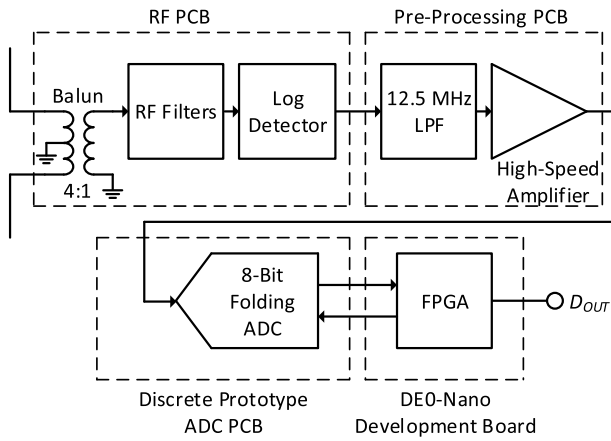 RF PCB
Pre-Processing PCB
Balun
4:1
RF Filters
Log
Detector
12.5 MHz
LPF
High-Speed
Amplifier
8-Bit
Folding
ADC
FPGA
DOUT
Discrete Prototype
ADC PCB
DE0-Nano
Development Board